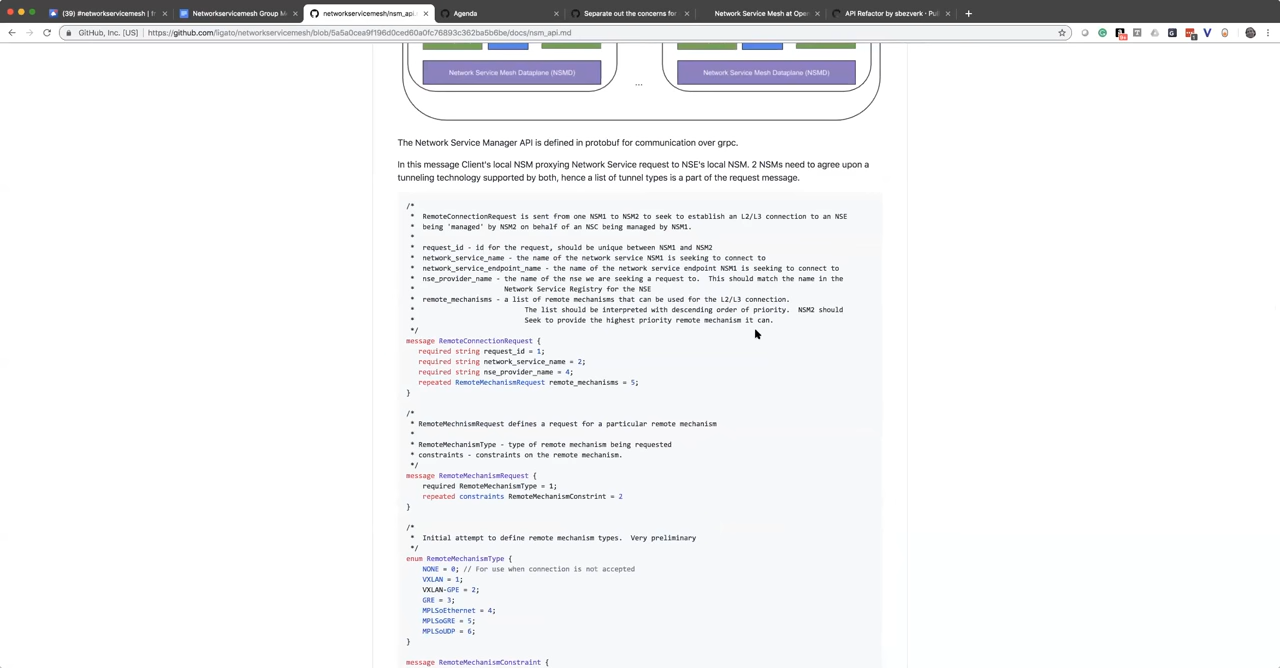 (39) #networkservicemesh | fr
Networkservicemesh Group M
networkservicemesh/nsm_api.
Agenda
Separate out the concerns for
Network Service Mesh at Ope
API Refactor by sbezverk · Pul
GitHub, Inc. [US] | https://github.com/ligato/networkservicemesh/blob/5a5a0cea9f196d0ced60a0fc76893c362ba5b6be/docs/nsm_api.md
Network Service Mesh Dataplane (NSMD)
...
Network Service Mesh Dataplane (NSMD)
The Network Service Manager API is defined in protobuf for communication over grpc.
In this message Client's local NSM proxying Network Service request to NSE's local NSM. 2 NSMs need to agree upon a
tunneling technology supported by both, hence a list of tunnel types is a part of the request message.
/*
* RemoteConnectionRequest is sent from one NSM1 to NSM2 to seek to establish an L2/L3 connection to an NSE
* being 'managed' by NSM2 on behalf of an NSC being managed by NSM1.
*
* request_id - id for the request, should be unique between NSM1 and NSM2
* network_service_name - the name of the network service NSM1 is seeking to connect to
* network_service_endpoint_name - the name of the network service endpoint NSM1 is seeking to connect to
* nse_provider_name - the name of the nse we are seeking a request to. This should match the name in the
* Network Service Registry for the NSE
* remote_mechanisms - a list of remote mechanisms that can be used for the L2/L3 connection.
* The list should be interpreted with descending order of priority. NSM2 should
* Seek to provide the highest priority remote mechanism it can.
*/
message RemoteConnectionRequest {
required string request_id = 1;
required string network_service_name = 2;
required string nse_provider_name = 4;
repeated RemoteMechanismRequest remote_mechanisms = 5;
}
/*
* RemoteMechnismRequest defines a request for a particular remote mechanism
*
* RemoteMechanismType - type of remote mechanism being requested
* constraints - constraints on the remote mechanism.
*/
message RemoteMechanismRequest {
required RemoteMechanismType = 1;
repeated constraints RemoteMechanismConstrint = 2
}
/*
* Initial attempt to define remote mechanism types. Very preliminary
*/
enum RemoteMechanismType {
NONE = 0; // For use when connection is not accepted
VXLAN = 1;
VXLAN-GPE = 2;
GRE = 3;
MPLSoEthernet = 4;
MPLSoGRE = 5;
MPLSoUDP = 6;
}
message RemoteMechanismConstraint {